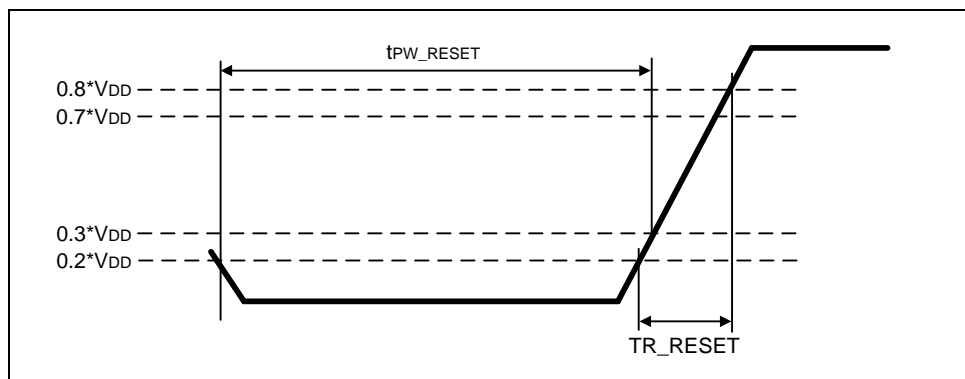 tPW_RESET
0.8*VDD
0.7*VDD
0.3*VDD
0.2*VDD
TR_RESET